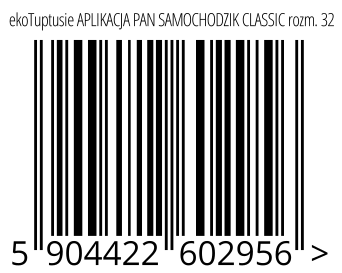 ekoTuptusie APLIKACJA PAN SAMOCHODZIK CLASSIC rozm. 32
5 904422 602956 >